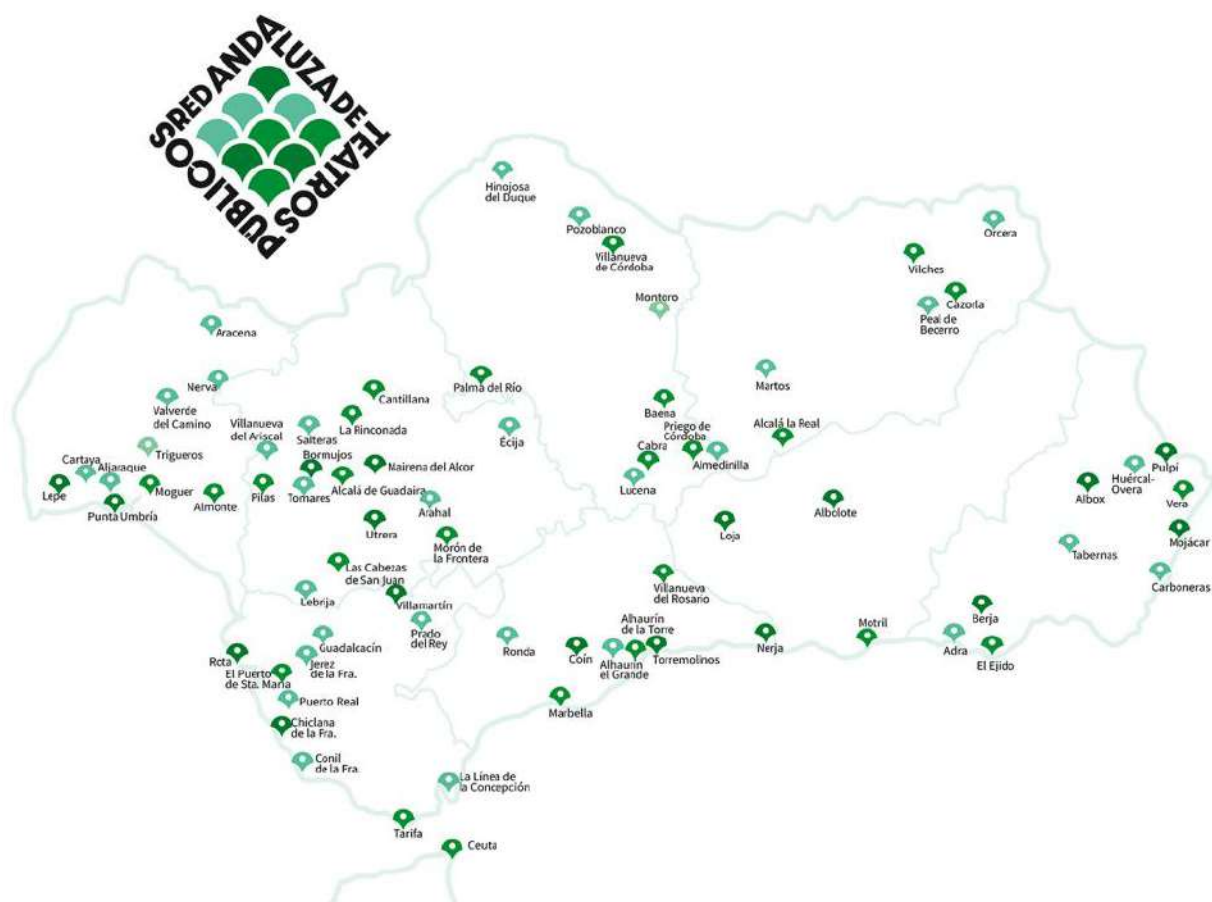 RED ANDALUZA DE
TEATROS
PÚBLICOS
Hinojosa
del Duque
Pozoblanco
Villanueva
de Córdoba
Orcera
Vilches
Cazorla
Peal de
Becerro
Montoro
Aracena
Nerva
Valverde
del Camino
Palma del Río
Cantillana
Martos
Villanueva
del Ariscal
Salteras
La Rinconada
Écija
Baena
Priego de
Córdoba
Alcalá la Real
Trigueros
Bormujos
Cabra
Almedinilla
Cartaya
Aljaraque
Mairena del Alcor
Lepe
Moguer
Almonte
Pilas
Tomares
Alcalá de Guadaira
Lucena
Pulpí
Huércal-
Overa
Albox
Vera
Punta Umbría
Arahal
Albolote
Utrera
Morón de
la Frontera
Loja
Mojácar
Tabernas
Las Cabezas
de San Juan
Carboneras
Lebrija
Villamartín
Villanueva
del Rosario
Berja
Prado
del Rey
Alhaurín
de la Torre
Guadalcacín
Ronda
Coín
Alhaurín
el Grande
Torremolinos
Nerja
Motril
Adra
El Ejido
Rota
El Puerto
de Sta. María
Jerez
de la Fra.
Puerto Real
Marbella
Chiclana
de la Fra.
Conil
de la Fra.
La Línea de
la Concepción
Tarifa
Ceuta